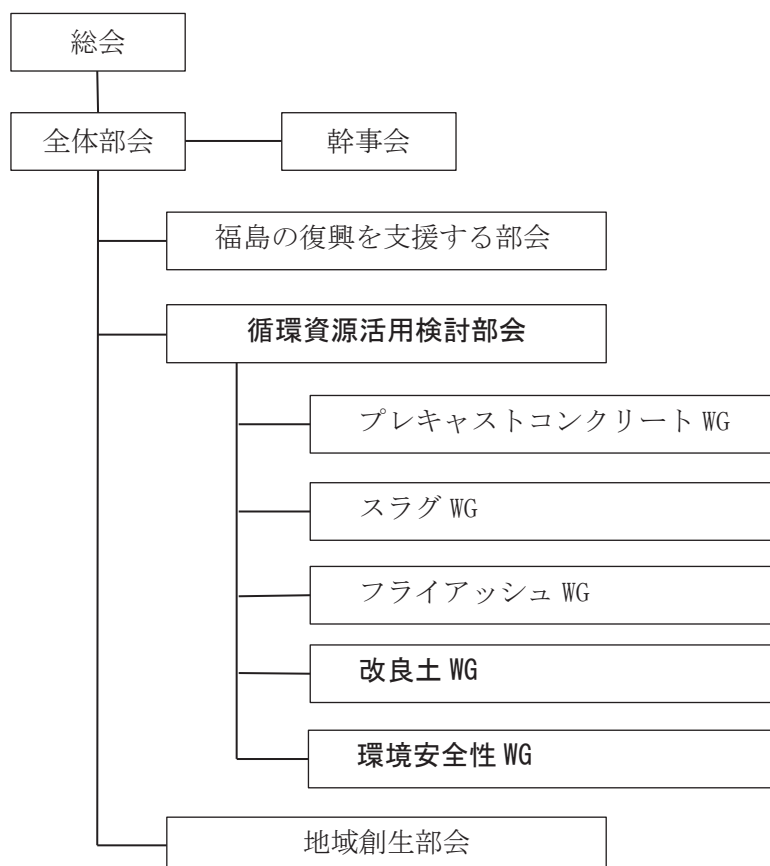 総会
全体部会
幹事会
福島の復興を支援する部会
循環資源活用検討部会
プレキャストコンクリート WG
スラグ WG
フライアッシュ WG
改良土 WG
環境安全性 WG
地域創生部会